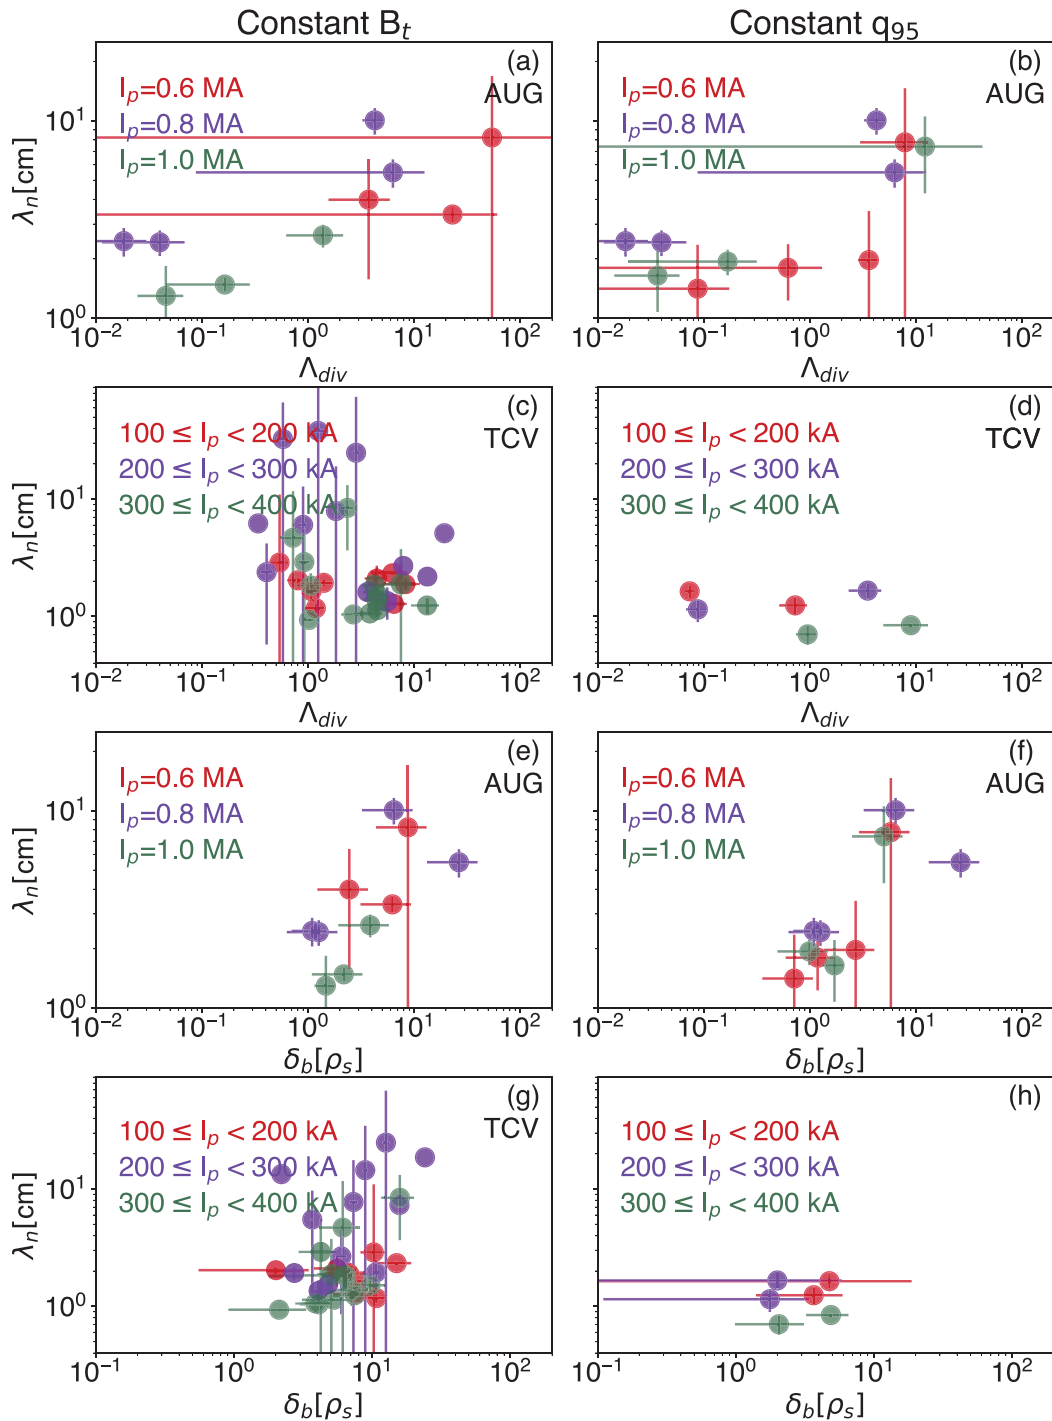 Constant B_t
Constant q_95
(a)
AUG
I_p=0.6 MA
I_p=0.8 MA
I_p=1.0 MA
λ_n[cm]
10^1
10^0
10^-2 10^-1 10^0 10^1 10^2
Λ_div
(b)
AUG
I_p=0.6 MA
I_p=0.8 MA
I_p=1.0 MA
10^-2 10^-1 10^0 10^1 10^2
Λ_div
(c)
TCV
100 ≤ I_p < 200 kA
200 ≤ I_p < 300 kA
300 ≤ I_p < 400 kA
λ_n[cm]
10^1
10^0
10^-2 10^-1 10^0 10^1 10^2
Λ_div
(d)
TCV
100 ≤ I_p < 200 kA
200 ≤ I_p < 300 kA
300 ≤ I_p < 400 kA
10^-2 10^-1 10^0 10^1 10^2
Λ_div
(e)
AUG
I_p=0.6 MA
I_p=0.8 MA
I_p=1.0 MA
λ_n[cm]
10^1
10^0
10^-2 10^-1 10^0 10^1 10^2
δ_b[ρ_s]
(f)
AUG
I_p=0.6 MA
I_p=0.8 MA
I_p=1.0 MA
10^-2 10^-1 10^0 10^1 10^2
δ_b[ρ_s]
(g)
TCV
100 ≤ I_p < 200 kA
200 ≤ I_p < 300 kA
300 ≤ I_p < 400 kA
λ_n[cm]
10^1
10^0
10^-1 10^0 10^1 10^2
δ_b[ρ_s]
(h)
100 ≤ I_p < 200 kA
200 ≤ I_p < 300 kA
300 ≤ I_p < 400 kA
10^-1 10^0 10^1 10^2
δ_b[ρ_s]